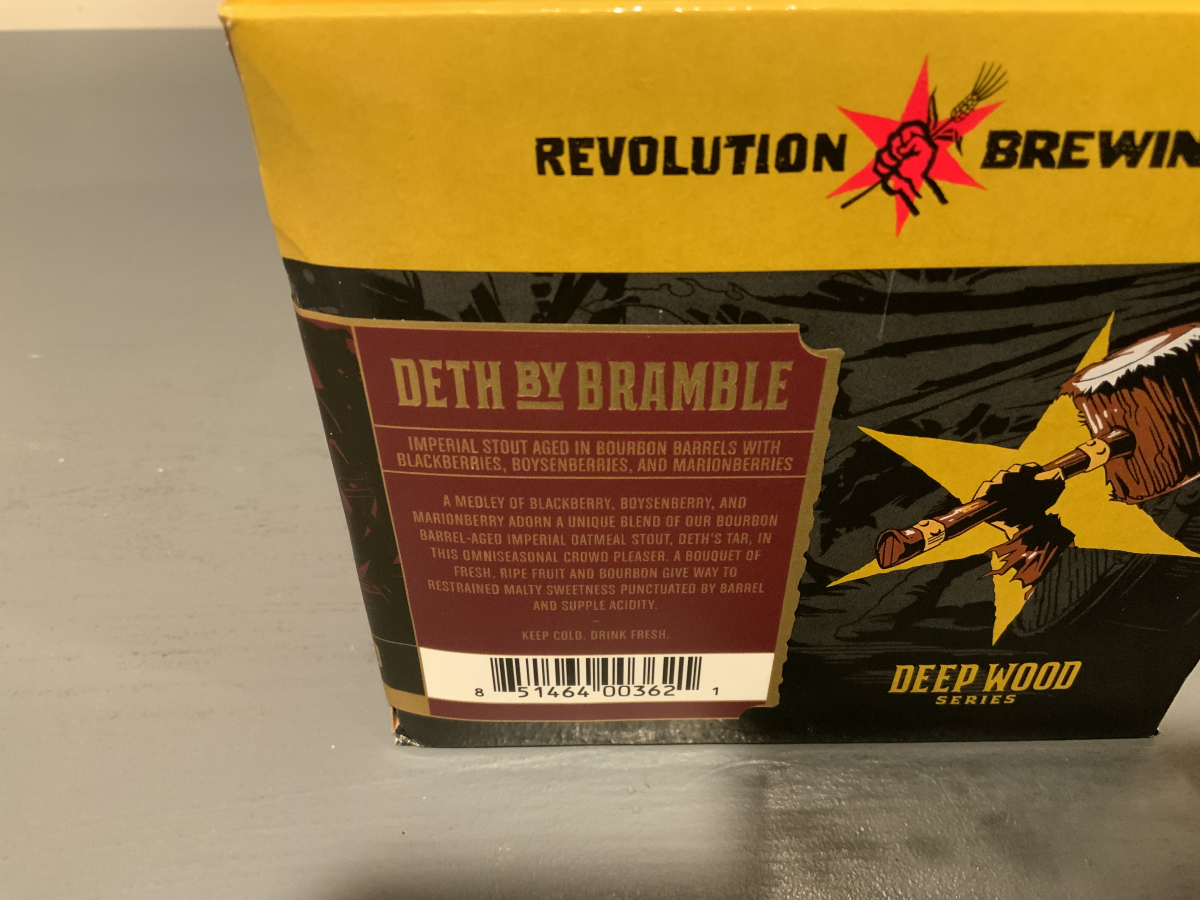 REVOLUTION BREWIN
DETH BY BRAMBLE
IMPERIAL STOUT AGED IN BOURBON BARRELS WITH
BLACKBERRIES, BOYSENBERRIES, AND MARIONBERRIES
A MEDLEY OF BLACKBERRY, BOYSENBERRY, AND
MARIONBERRY ADORN A UNIQUE BLEND OF OUR BOURBON
BARREL-AGED IMPERIAL OATMEAL STOUT, DETH'S TAR, IN
THIS OMNISEASONAL CROWD PLEASER. A BOUQUET OF
FRESH, RIPE FRUIT AND BOURBON GIVE WAY TO
RESTRAINED MALTY SWEETNESS PUNCTUATED BY BARREL
AND SUPPLE ACIDITY.
KEEP COLD. DRINK FRESH.
8 51464 00362 1
DEEP WOOD
SERIES